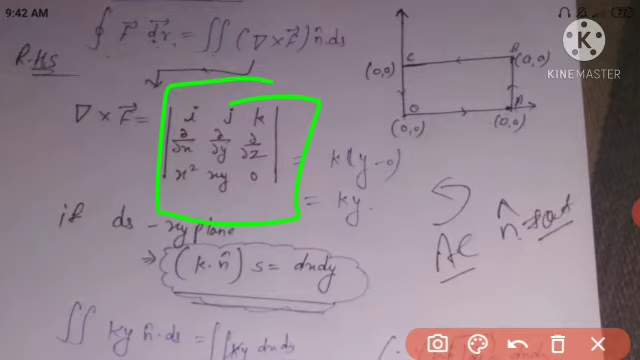 9:42 AM
∮ F⃗ dr⃗ = ∬ (∇ × F⃗) n̂.ds
R.HS
∇ × F⃗ = | i j k |
| ∂/∂x ∂/∂y ∂/∂z |
| x² xy 0 |
= k(y-0)
= ky.
C
(0,0)
(0,0)
O
(0,0)
A
(0,0)
KINEMASTER
if ds - xy plane
⇒ (k.n̂) s = dxdy
AC
n̂
∬ ky n̂.ds = ∬ ky dxdy